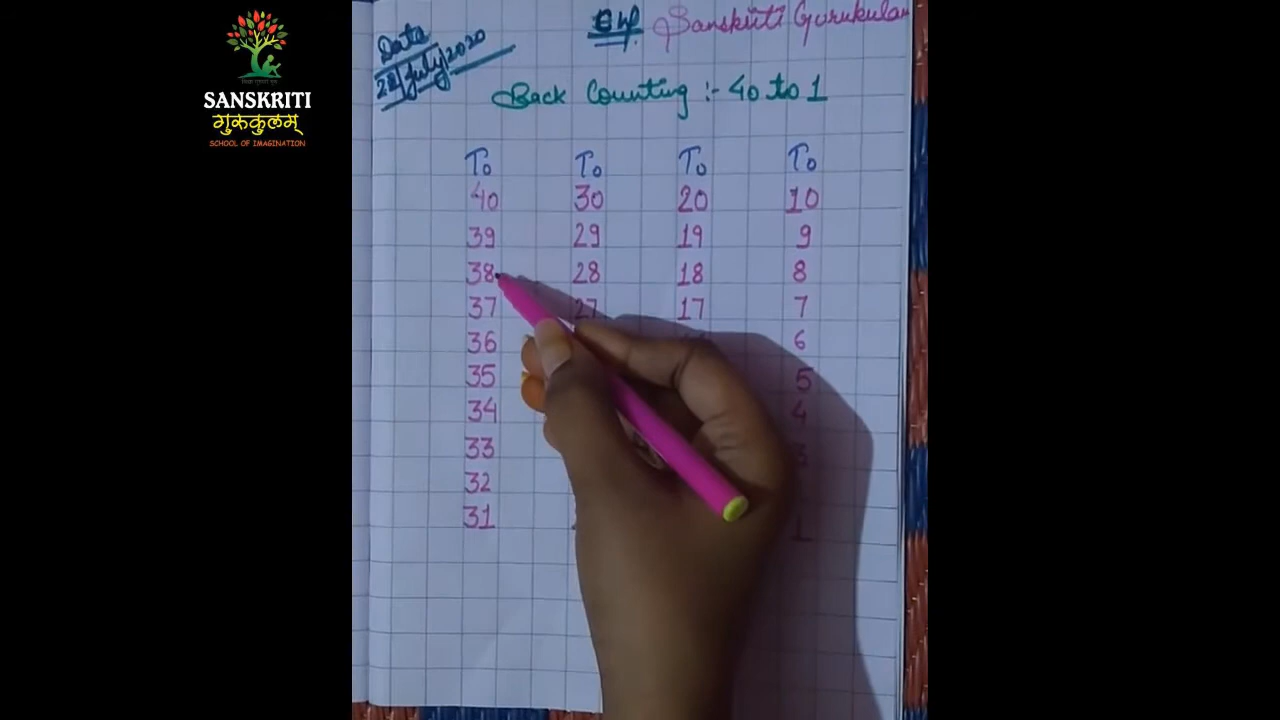 SANSKRITI
गुरुकुलम्
SCHOOL OF IMAGINATION
Date
July 2020
Sanskriti Gurukulam
Back Counting :- 40 to 1
To To To To
40 30 20 10
39 29 19 9
38 28 18 8
37 27 17 7
36 6
35 5
34 4
33 3
32
31 1